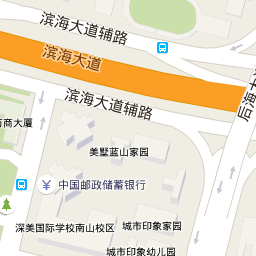 滨海大道辅路
滨海大道
滨海大道辅路
后海大
商大厦
美墅蓝山家园
¥ 中国邮政储蓄银行
深美国际学校南山校区
城市印象家园
城市印象幼儿园